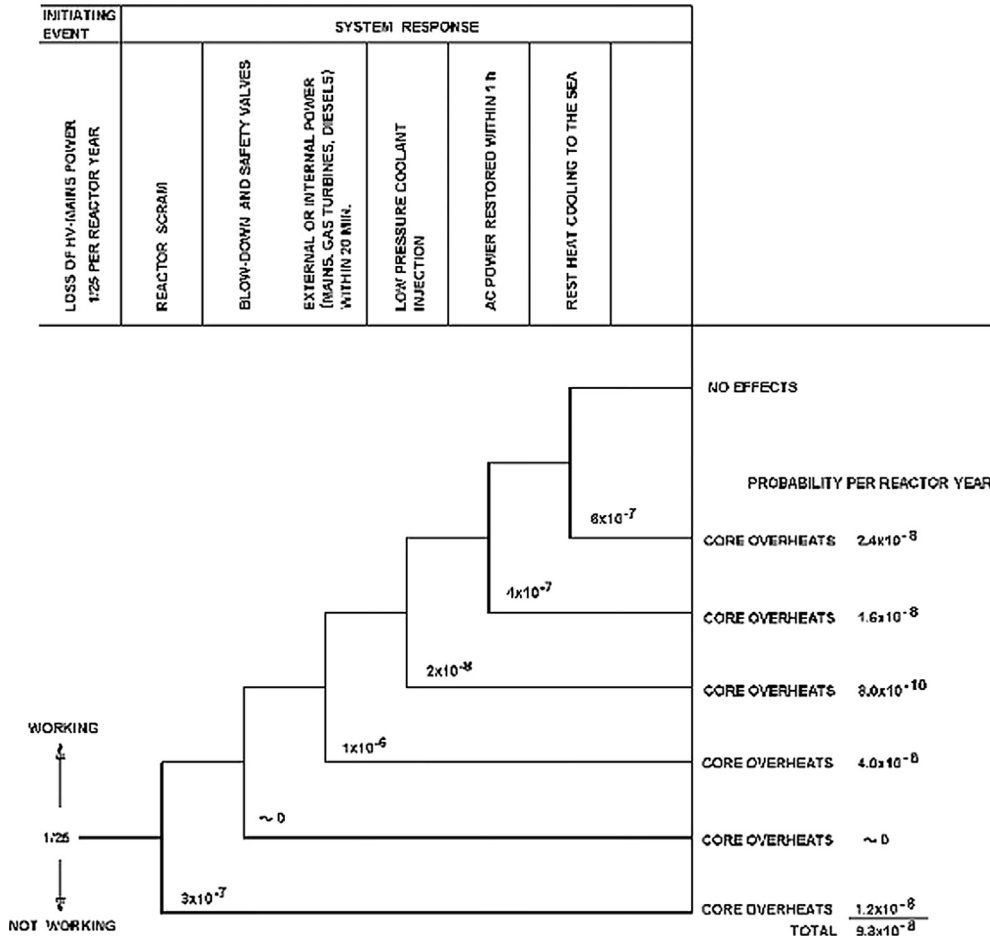 INITIATING
EVENT
SYSTEM RESPONSE
LOSS OF HV-MAINS POWER
1/25 PER REACTOR YEAR
REACTOR SCRAM
BLOW-DOWN AND SAFETY VALVES
EXTERNAL OR INTERNAL POWER
(MAINS, GAS TURBINES, DIESELS)
WITHIN 20 MIN.
LOW PRESSURE COOLANT
INJECTION
AC POWER RESTORED WITHIN 1 h
REST HEAT COOLING TO THE SEA
NO EFFECTS
PROBABILITY PER REACTOR YEAR
6x10⁻⁷
CORE OVERHEATS 2.4x10⁻⁸
4x10⁻⁷
CORE OVERHEATS 1.6x10⁻⁸
2x10⁻⁸
CORE OVERHEATS 8.0x10⁻¹⁰
WORKING
1x10⁻⁶
CORE OVERHEATS 4.0x10⁻⁸
~ 0
1/25
CORE OVERHEATS ~ 0
3x10⁻⁷
CORE OVERHEATS 1.2x10⁻⁸
NOT WORKING
TOTAL 9.3x10⁻⁸